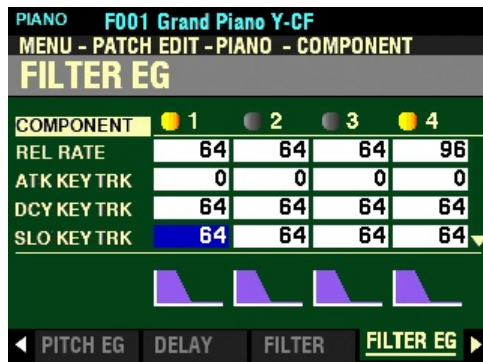 PIANO F001 Grand Piano Y-CF
MENU - PATCH EDIT - PIANO - COMPONENT
FILTER EG
COMPONENT 1 2 3 4
REL RATE 64 64 64 96
ATK KEY TRK 0 0 0 0
DCY KEY TRK 64 64 64 64
SLO KEY TRK 64 64 64 64
PITCH EG DELAY FILTER FILTER EG